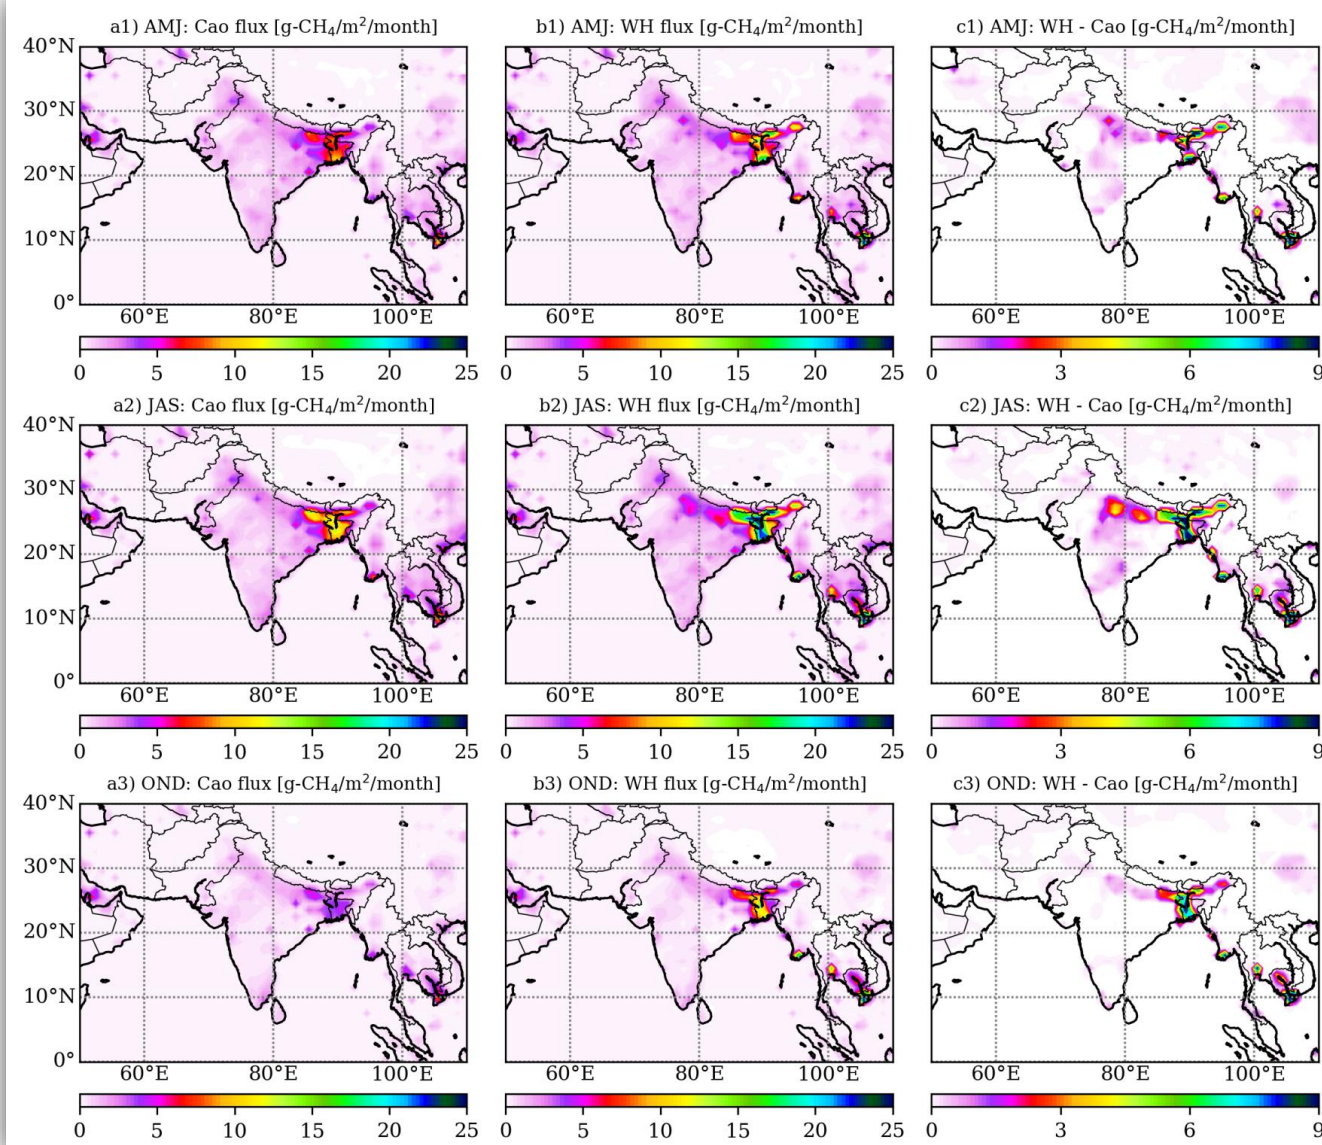 a1) AMJ: Cao flux [g-CH₄/m²/month]
b1) AMJ: WH flux [g-CH₄/m²/month]
c1) AMJ: WH - Cao [g-CH₄/m²/month]
40°N
30°N
20°N
10°N
0°
60°E 80°E 100°E
60°E 80°E 100°E
60°E 80°E 100°E
0 5 10 15 20 25
0 5 10 15 20 25
0 3 6 9
a2) JAS: Cao flux [g-CH₄/m²/month]
b2) JAS: WH flux [g-CH₄/m²/month]
c2) JAS: WH - Cao [g-CH₄/m²/month]
40°N
30°N
20°N
10°N
0°
60°E 80°E 100°E
60°E 80°E 100°E
60°E 80°E 100°E
0 5 10 15 20 25
0 5 10 15 20 25
0 3 6 9
a3) OND: Cao flux [g-CH₄/m²/month]
b3) OND: WH flux [g-CH₄/m²/month]
c3) OND: WH - Cao [g-CH₄/m²/month]
40°N
30°N
20°N
10°N
0°
60°E 80°E 100°E
60°E 80°E 100°E
60°E 80°E 100°E
0 5 10 15 20 25
0 5 10 15 20 25
0 3 6 9